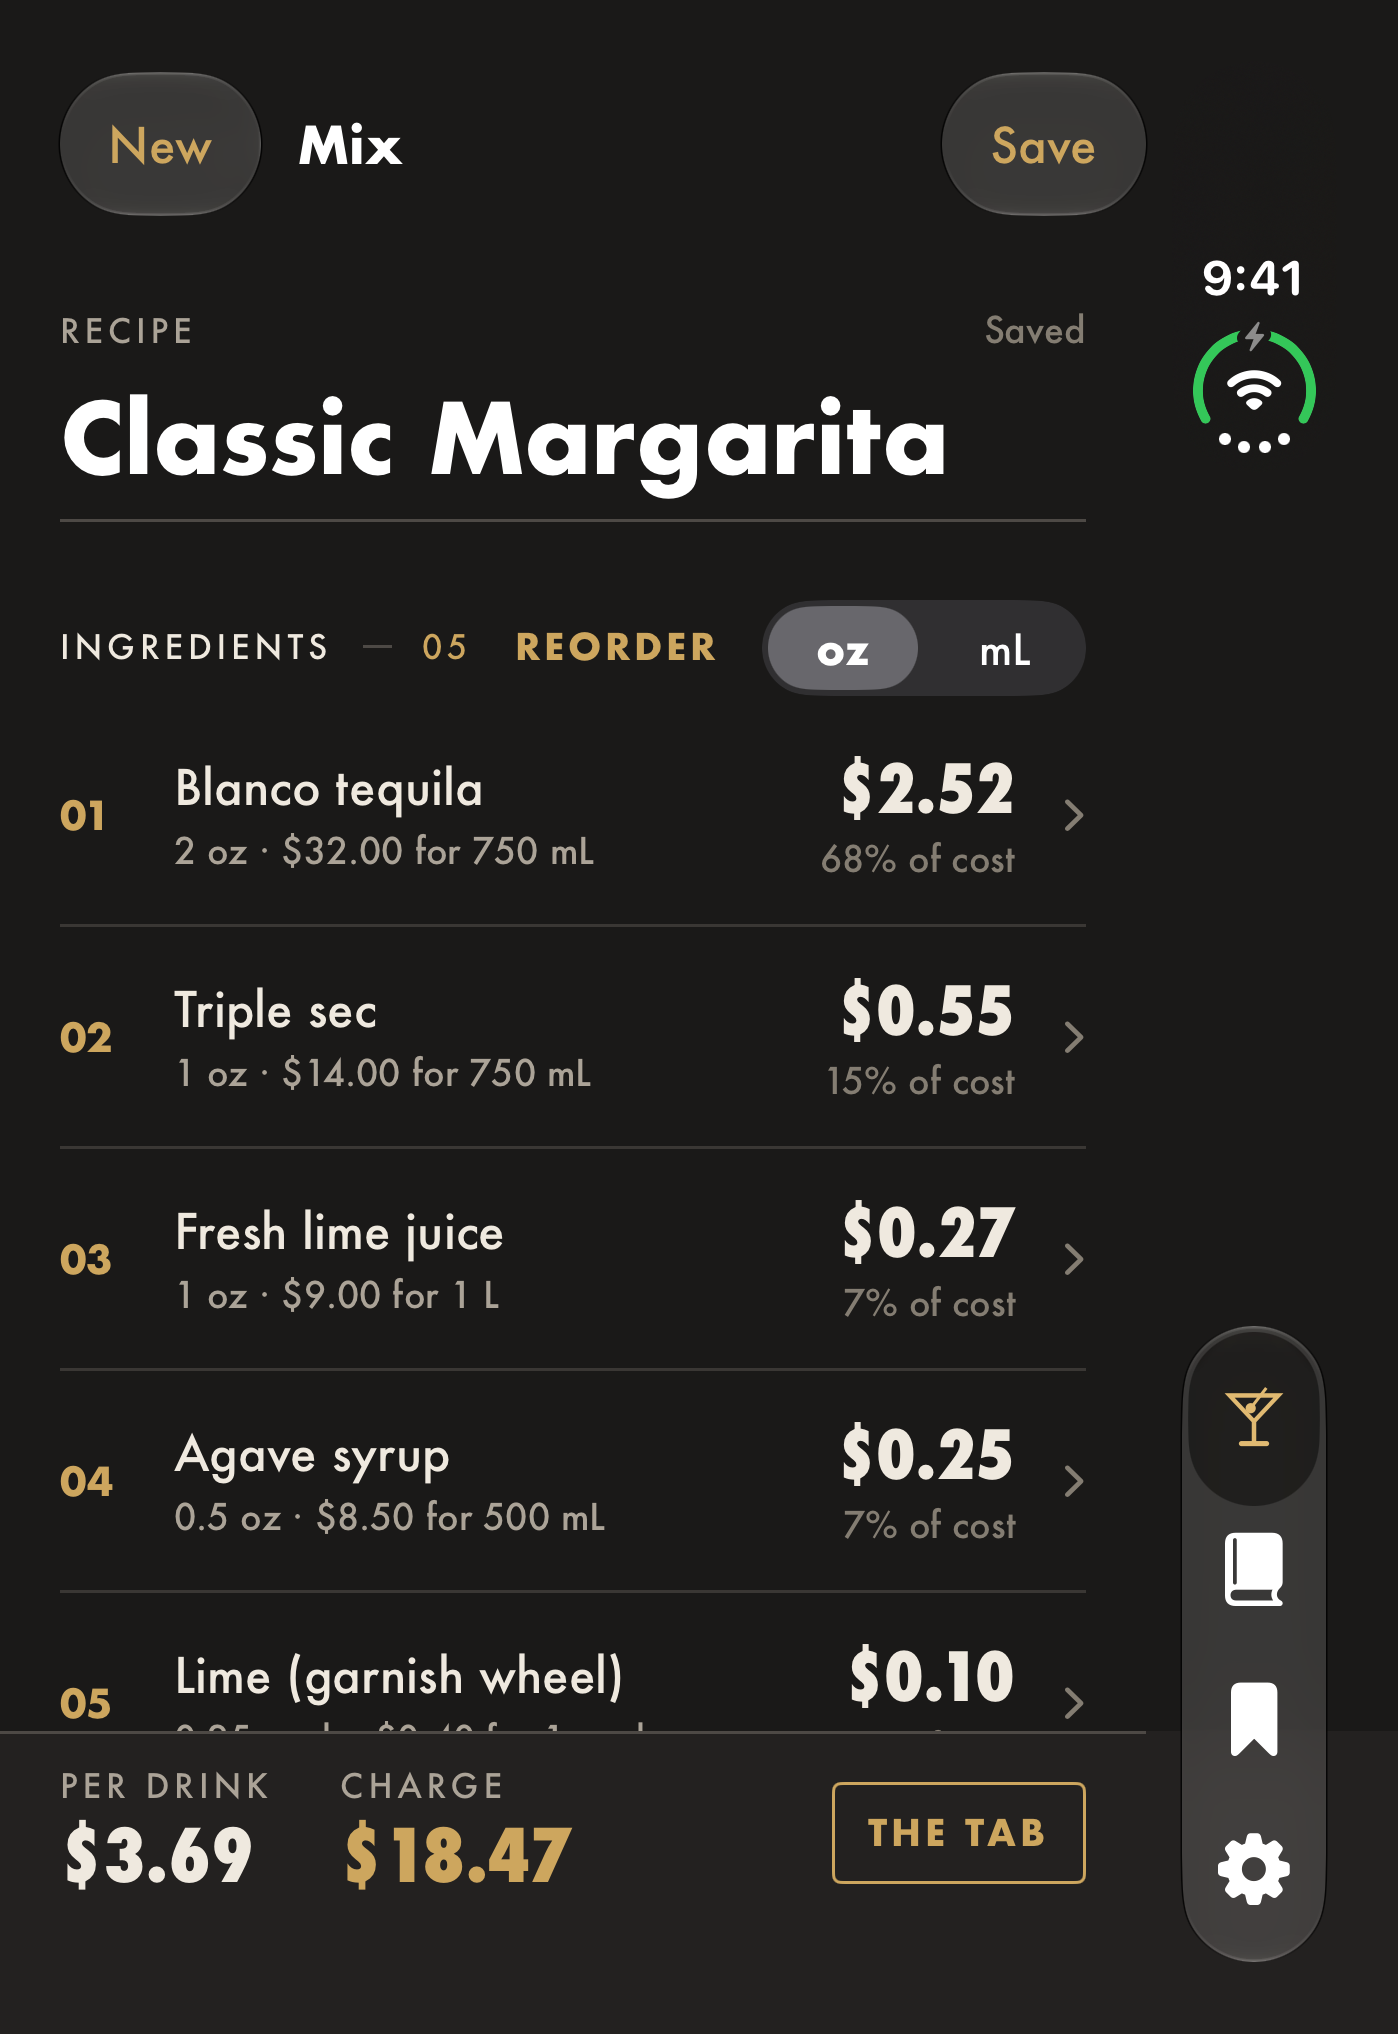 New Mix Save
9:41
RECIPE Saved
Classic Margarita
INGREDIENTS — 05 REORDER oz mL
01 Blanco tequila $2.52
2 oz · $32.00 for 750 mL 68% of cost
02 Triple sec $0.55
1 oz · $14.00 for 750 mL 15% of cost
03 Fresh lime juice $0.27
1 oz · $9.00 for 1 L 7% of cost
04 Agave syrup $0.25
0.5 oz · $8.50 for 500 mL 7% of cost
05 Lime (garnish wheel) $0.10
PER DRINK CHARGE
$3.69 $18.47 THE TAB